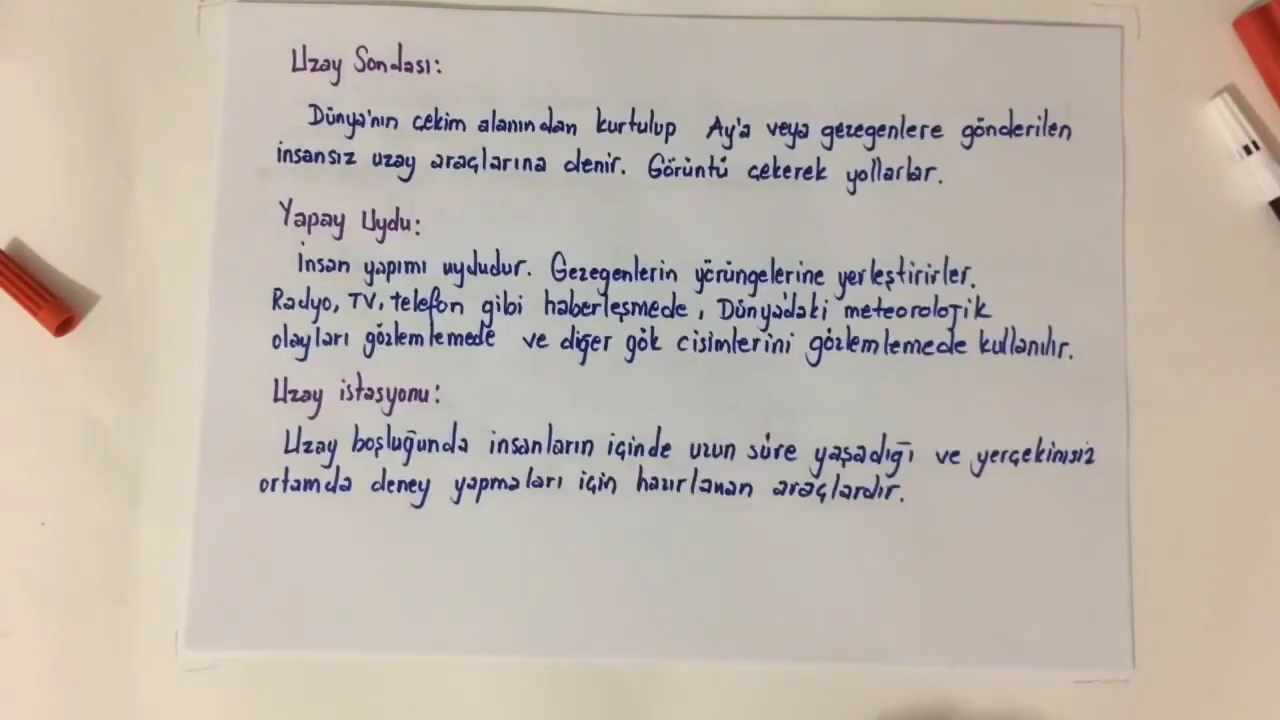 Uzay Sondası:
Dünya'nın çekim alanından kurtulup Ay'a veya gezegenlere gönderilen
insansız uzay araçlarına denir. Görüntü çekerek yollarlar.
Yapay Uydu:
İnsan yapımı uydudur. Gezegenlerin yörüngelerine yerleştirirler.
Radyo, TV, telefon gibi haberleşmede, Dünya'daki meteorolojik
olayları gözlemlemede ve diğer gök cisimlerini gözlemlemede kullanılır.
Uzay istasyonu:
Uzay boşluğunda insanların içinde uzun süre yaşadığı ve yerçekimsiz
ortamda deney yapmaları için hazırlanan araçlardır.